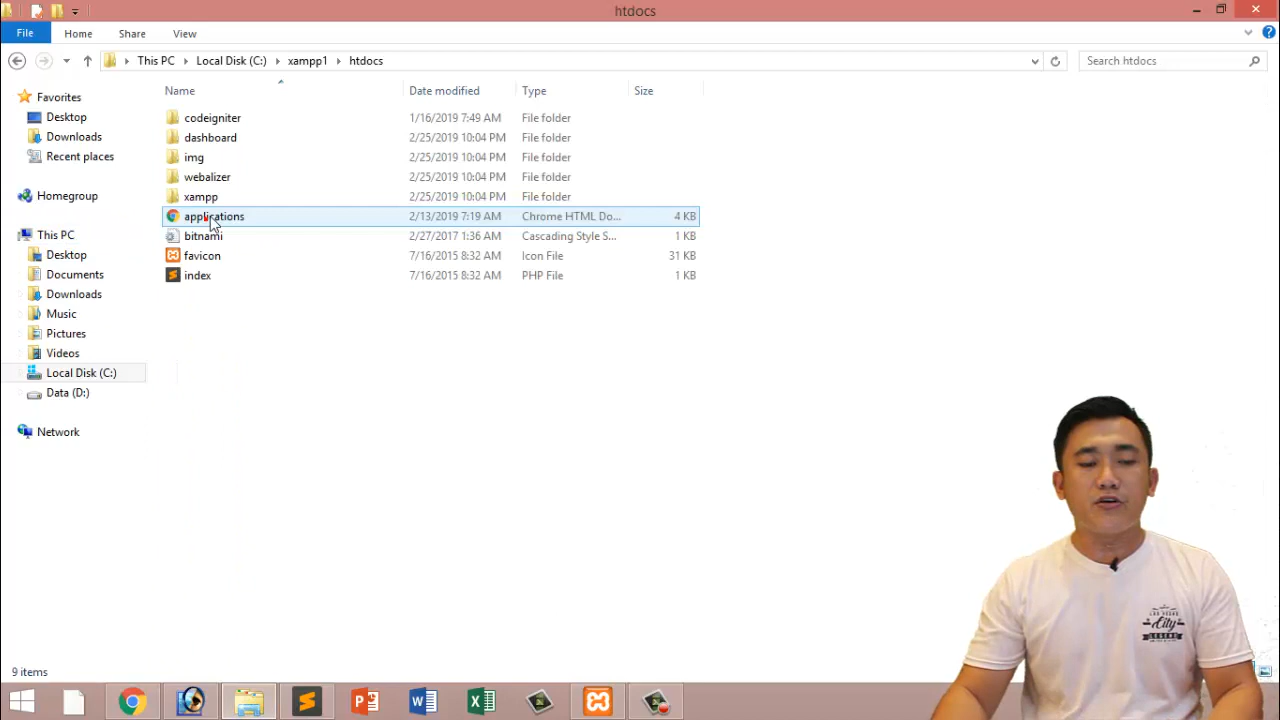 htdocs
File Home Share View
This PC Local Disk (C:) xampp1 htdocs Search htdocs
Name Date modified Type Size
Favorites
Desktop
Downloads
Recent places
Homegroup
This PC
Desktop
Documents
Downloads
Music
Pictures
Videos
Local Disk (C:)
Data (D:)
Network
codeigniter 1/16/2019 7:49 AM File folder
dashboard 2/25/2019 10:04 PM File folder
img 2/25/2019 10:04 PM File folder
webalizer 2/25/2019 10:04 PM File folder
xampp 2/25/2019 10:04 PM File folder
applications 2/13/2019 7:19 AM Chrome HTML Do... 4 KB
bitnami 2/27/2017 1:36 AM Cascading Style S... 1 KB
favicon 7/16/2015 8:32 AM Icon File 31 KB
index 7/16/2015 8:32 AM PHP File 1 KB
LAS VEGAS
City
LEGEND
9 items